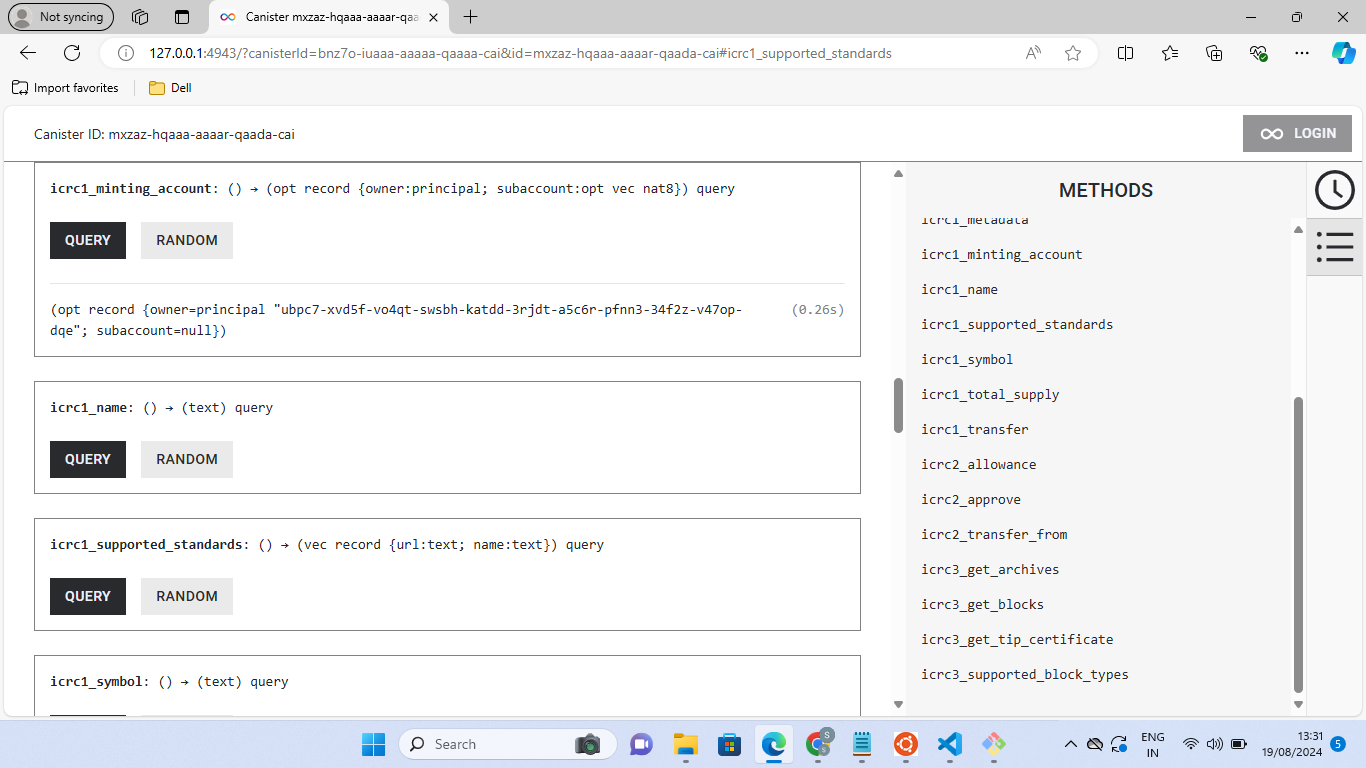 Not syncing
Canister mxzaz-hqaaa-aaaar-qaa
127.0.0.1:4943/?canisterId=bnz7o-iuaaa-aaaaa-qaaaa-cai&id=mxzaz-hqaaa-aaaar-qaada-cai#icrc1_supported_standards
Import favorites
Dell
Canister ID: mxzaz-hqaaa-aaaar-qaada-cai
LOGIN
icrc1_minting_account: () → (opt record {owner:principal; subaccount:opt vec nat8}) query
QUERY
RANDOM
(opt record {owner=principal "ubpc7-xvd5f-vo4qt-swsbh-katdd-3rjdt-a5c6r-pfnn3-34f2z-v47op-
dqe"; subaccount=null})
(0.26s)
icrc1_name: () → (text) query
QUERY
RANDOM
icrc1_supported_standards: () → (vec record {url:text; name:text}) query
QUERY
RANDOM
icrc1_symbol: () → (text) query
METHODS
icrc1_metadata
icrc1_minting_account
icrc1_name
icrc1_supported_standards
icrc1_symbol
icrc1_total_supply
icrc1_transfer
icrc2_allowance
icrc2_approve
icrc2_transfer_from
icrc3_get_archives
icrc3_get_blocks
icrc3_get_tip_certificate
icrc3_supported_block_types
Search
S
ENG
IN
13:31
19/08/2024
5